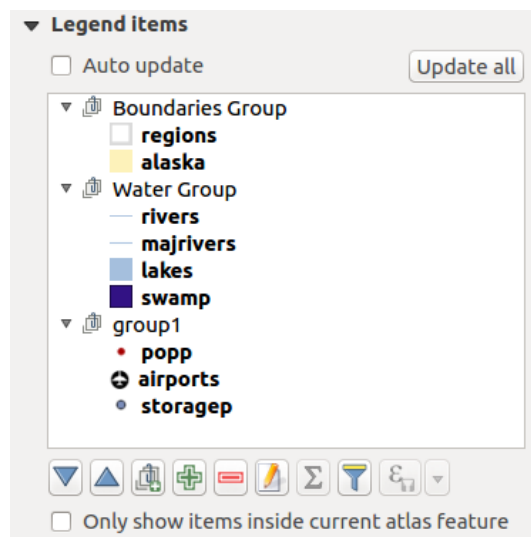 Legend items
Auto update
Update all
Boundaries Group
regions
alaska
Water Group
rivers
majrivers
lakes
swamp
group1
popp
airports
storagep
Σ
ε
Only show items inside current atlas feature